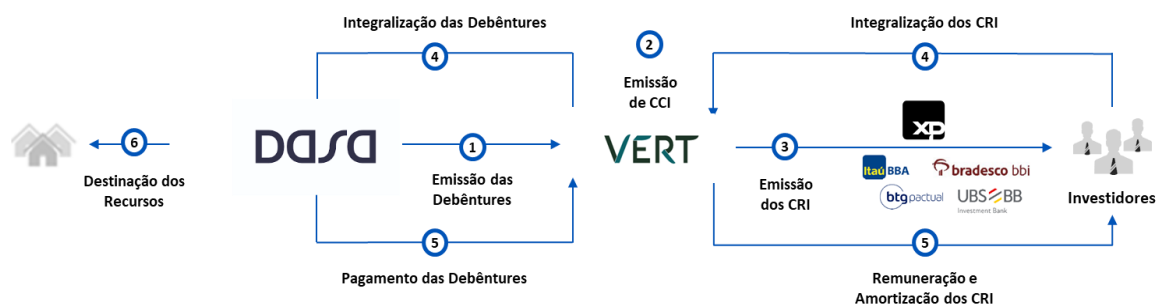 Integralização das Debêntures
4
2
Emissão
de CCI
Integralização dos CRI
4
6
Destinação dos
Recursos
Dasa
1
Emissão das
Debêntures
VERT
3
Emissão
dos CRI
xp
Itaú BBA
bradesco bbi
btgpactual
UBS BB
Investment Bank
Investidores
5
Pagamento das Debêntures
5
Remuneração e
Amortização dos CRI